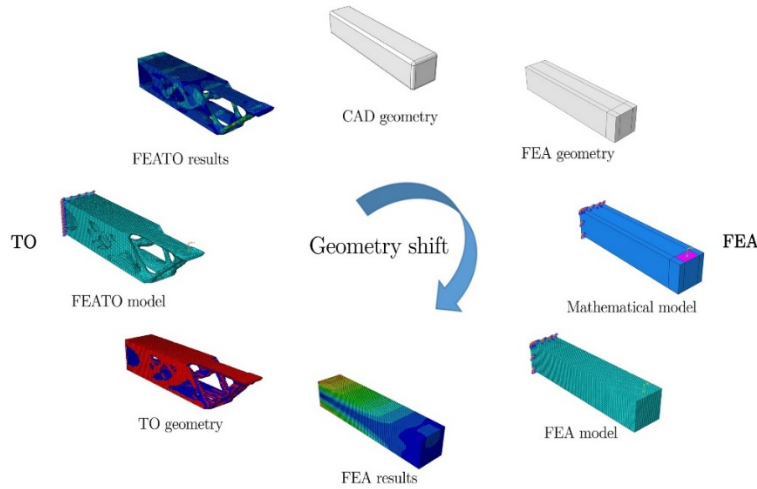 CAD geometry
FEA geometry
FEATO results
TO
Geometry shift
FEA
FEATO model
Mathematical model
TO geometry
FEA model
FEA results